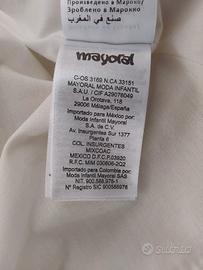 Произведено в Марокко/
Зроблено в Марокко
صنع في المغرب
mayoral
C-OS 3169 N.CA 33151
MAYORAL MODA INFANTIL
S.A.U. / CIF A29078049
La Orotava, 118
29006 Málaga (España)
Importado para México por:
Moda Infantil Mayoral
S.A. de C.V.
Av. Insurgentes Sur 1377
Planta 6
COL. INSURGENTES
MIXCOAC
MEXICO D.F. C.P. 03920
R.F.C. MIM 030606-2G2
Importado para Colombia por:
Moda Infantil Mayoral SAS
NIT. 900.588.976-1
Nº Registro SIC 900588976
Subito.it